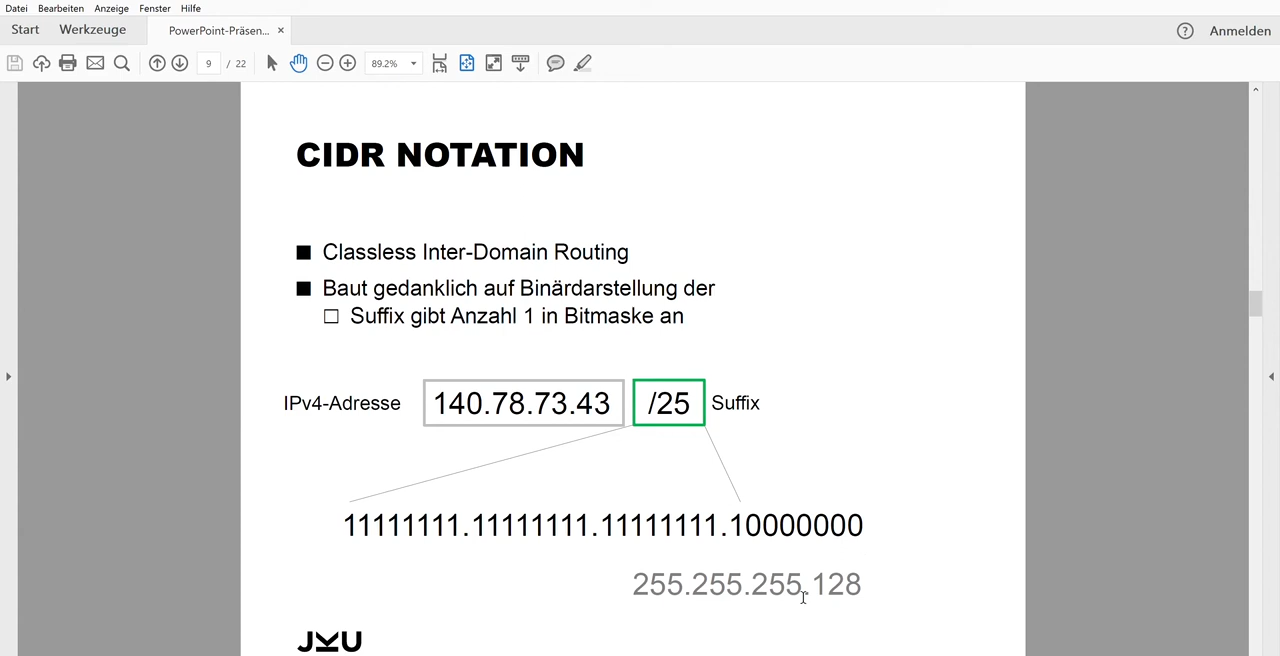 Datei Bearbeiten Anzeige Fenster Hilfe
Start Werkzeuge PowerPoint-Präsen... × Anmelden
9 / 22 89.2%
CIDR NOTATION
Classless Inter-Domain Routing
Baut gedanklich auf Binärdarstellung der
Suffix gibt Anzahl 1 in Bitmaske an
IPv4-Adresse 140.78.73.43 /25 Suffix
11111111.11111111.11111111.10000000
255.255.255.128
JKU